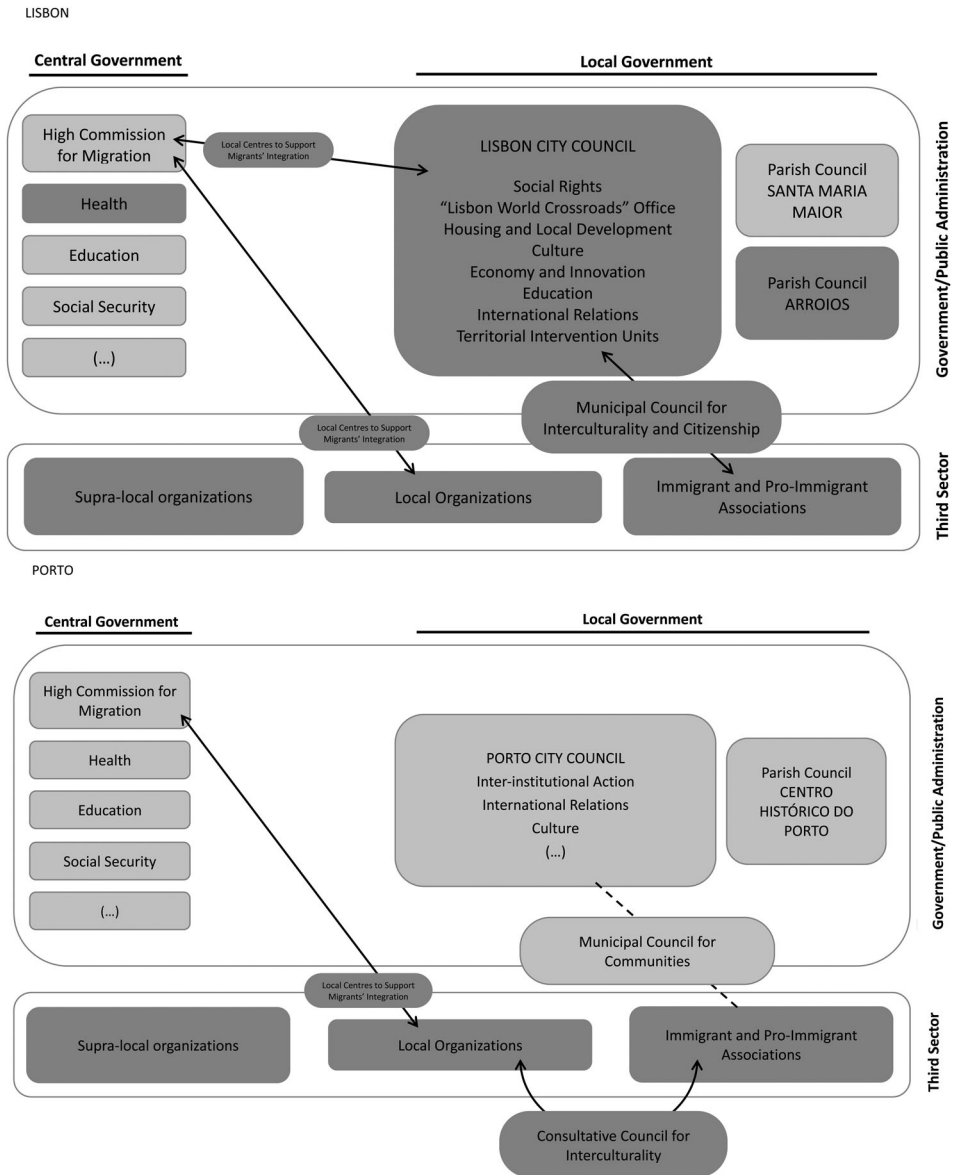 LISBON
Central Government
Local Government
High Commission
for Migration
Local Centres to Support
Migrants' Integration
Health
Education
Social Security
(...)
LISBON CITY COUNCIL
Social Rights
“Lisbon World Crossroads” Office
Housing and Local Development
Culture
Economy and Innovation
Education
International Relations
Territorial Intervention Units
Parish Council
SANTA MARIA
MAIOR
Parish Council
ARROIOS
Government/Public Administration
Local Centres to Support
Migrants' Integration
Municipal Council for
Interculturality and Citizenship
Supra-local organizations
Local Organizations
Immigrant and Pro-Immigrant
Associations
Third Sector
PORTO
Central Government
Local Government
High Commission for
Migration
Health
Education
Social Security
(...)
PORTO CITY COUNCIL
Inter-institutional Action
International Relations
Culture
(...)
Parish Council
CENTRO
HISTÓRICO DO
PORTO
Government/Public Administration
Municipal Council for
Communities
Local Centres to Support
Migrants' Integration
Supra-local organizations
Local Organizations
Immigrant and Pro-Immigrant
Associations
Third Sector
Consultative Council for
Interculturality